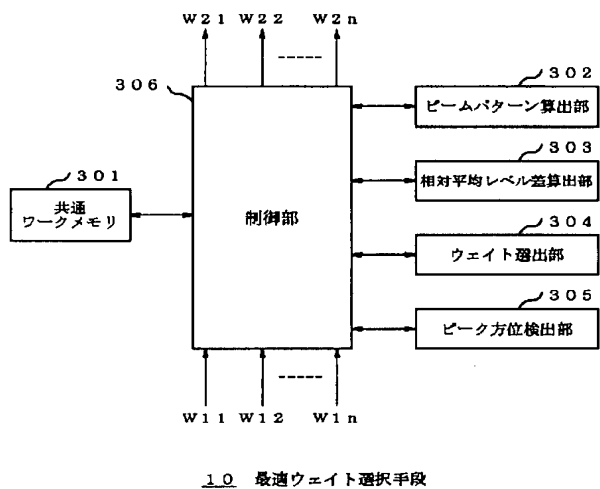 W21 W22 W2n
306
302
ビームパターン算出部
303
相対平均レベル差算出部
301
共通
ワークメモリ
制御部
304
ウェイト選出部
305
ピーク方位検出部
W11 W12 W1n
10 最適ウェイト選択手段